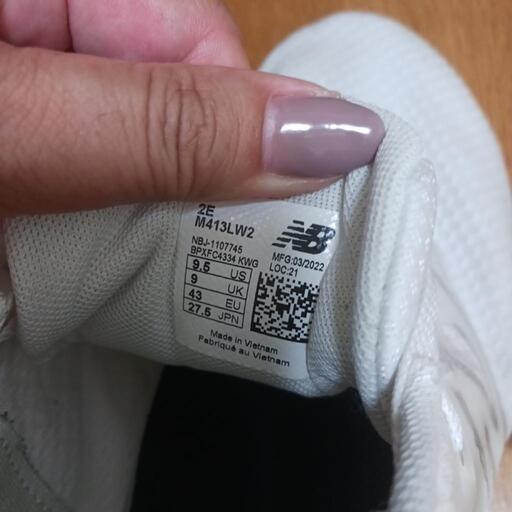 2E
M413LW2
NB
NBJ-1107745
BPXFC4334 KWG
MFG:03/2022
LOC:21
9.5 US
9 UK
43 EU
27.5 JPN
Made in Vietnam
Fabriqué au Vietnam